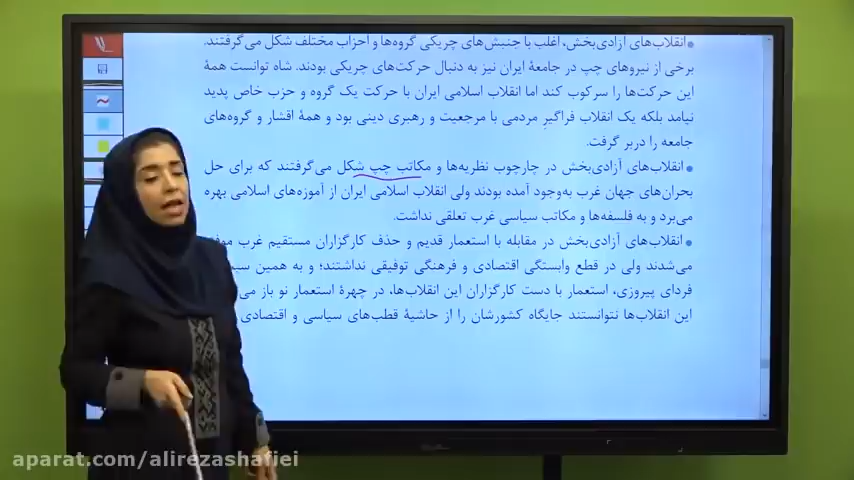 ● انقلاب‌های آزادی‌بخش، اغلب با جنبش‌های چریکی گروه‌ها و احزاب مختلف شکل می‌گرفتند.
برخی از نیروهای چپ در جامعهٔ ایران نیز به دنبال حرکت‌های چریکی بودند. شاه توانست همهٔ
این حرکت‌ها را سرکوب کند اما انقلاب اسلامی ایران با حرکت یک گروه و حزب خاص پدید
نیامد بلکه یک انقلاب فراگیرِ مردمی با مرجعیت و رهبری دینی بود و همهٔ اقشار و گروه‌های
جامعه را دربر گرفت.
● انقلاب‌های آزادی‌بخش در چارچوب نظریه‌ها و مکاتب چپ شکل می‌گرفتند که برای حل
بحران‌های جهان غرب به‌وجود آمده بودند ولی انقلاب اسلامی ایران از آموزه‌های اسلامی بهره
می‌برد و به فلسفه‌ها و مکاتب سیاسی غرب تعلقی نداشت.
● انقلاب‌های آزادی‌بخش در مقابله با استعمار قدیم و حذف کارگزاران مستقیم غرب
می‌شدند ولی در قطع وابستگی اقتصادی و فرهنگی توفیقی نداشتند؛ و به همین
فردای پیروزی، استعمار با دست کارگزاران این انقلاب‌ها، در چهرهٔ استعمار نو باز
این انقلاب‌ها نتوانستند جایگاه کشورشان را از حاشیهٔ قطب‌های سیاسی و اقتصادی
aparat.com/alirezashafiei